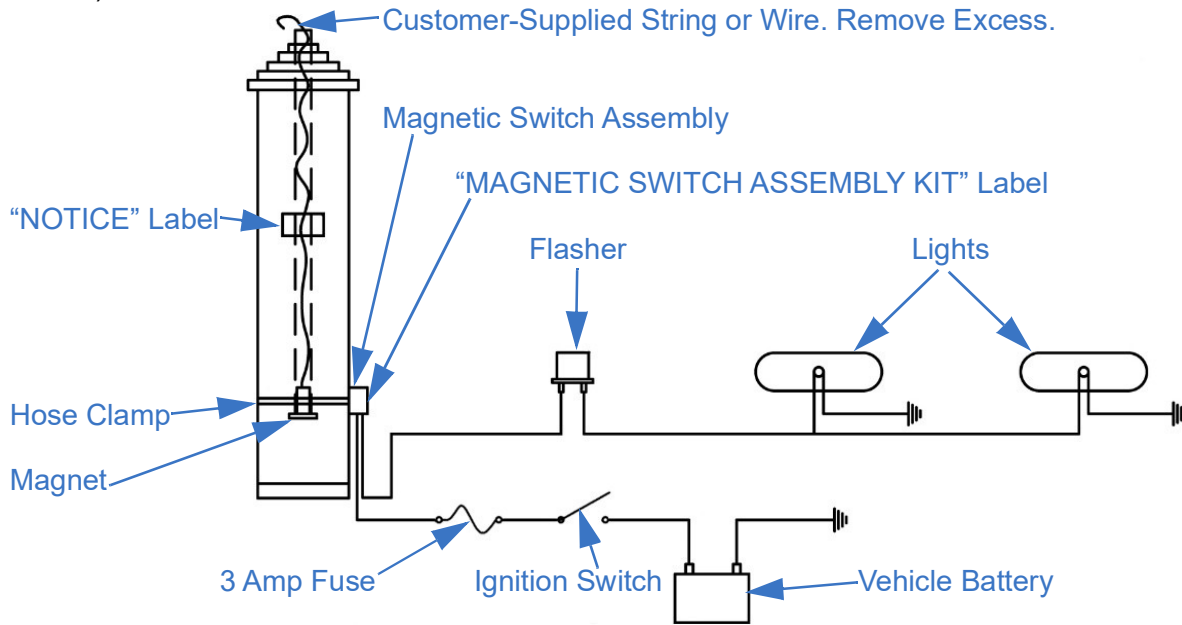 Customer-Supplied String or Wire. Remove Excess.
Magnetic Switch Assembly
“MAGNETIC SWITCH ASSEMBLY KIT” Label
“NOTICE” Label
Flasher
Lights
Hose Clamp
Magnet
3 Amp Fuse
Ignition Switch
Vehicle Battery